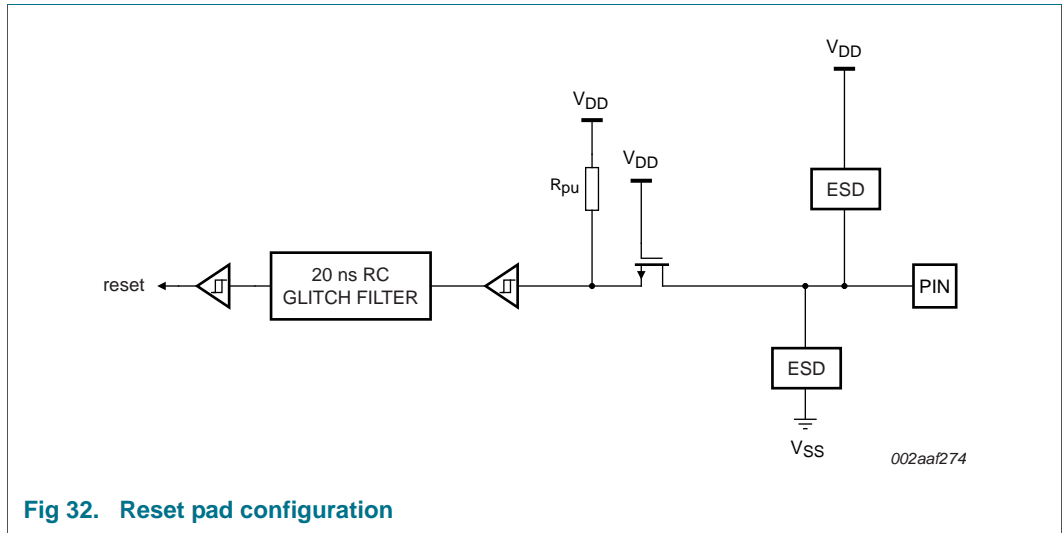 VDD
VDD
VDD
Rpu
ESD
reset
20 ns RC
GLITCH FILTER
PIN
ESD
VSS
002aaf274
Fig 32. Reset pad configuration